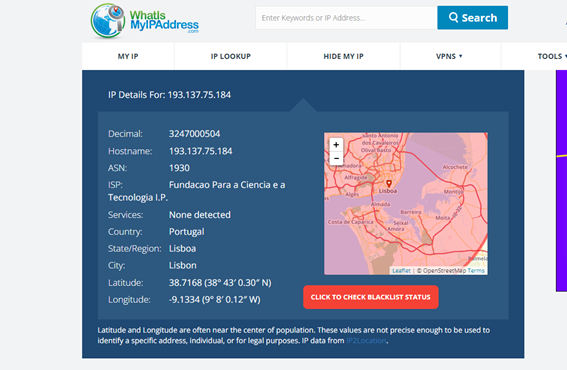 WhatIs
MyIPAddress
.com
Enter Keywords or IP Address...
Search
MY IP
IP LOOKUP
HIDE MY IP
VPNS
TOOLS
IP Details For: 193.137.75.184
Decimal: 3247000504
Hostname: 193.137.75.184
ASN: 1930
ISP: Fundacao Para a Ciencia e a
Tecnologia I.P.
Services: None detected
Country: Portugal
State/Region: Lisboa
City: Lisbon
Latitude: 38.7168 (38° 43′ 0.30″ N)
Longitude: -9.1334 (9° 8′ 0.12″ W)
+
−
Santo Antonio
dos Cavaleiros
Olival Basto
Alcochete
Alfragide
Lisboa
Montijo
Algés
Almada
Barreiro
Moita
Costa da Caparica
Seixal
Amora
Palmela
Leaflet | © OpenStreetMap Terms
CLICK TO CHECK BLACKLIST STATUS
Latitude and Longitude are often near the center of population. These values are not precise enough to be used
to identify a specific address, individual, or for legal purposes. IP data from IP2Location.